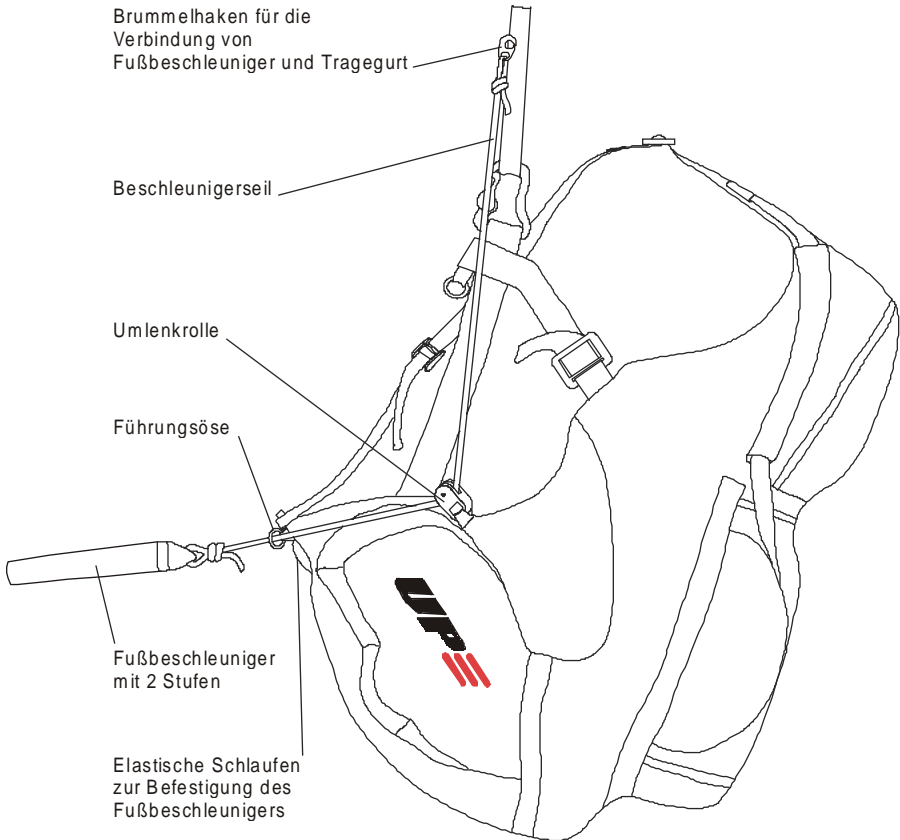 Brummelhaken für die
Verbindung von
Fußbeschleuniger und Tragegurt
Beschleunigerseil
Umlenkrolle
Führungsöse
UP
Fußbeschleuniger
mit 2 Stufen
Elastische Schlaufen
zur Befestigung des
Fußbeschleunigers